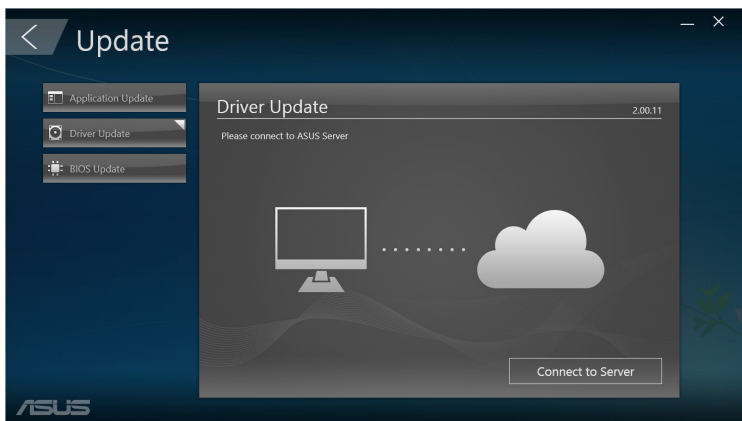 Update
Application Update
Driver Update
BIOS Update
Driver Update
2.00.11
Please connect to ASUS Server
Connect to Server
ASUS